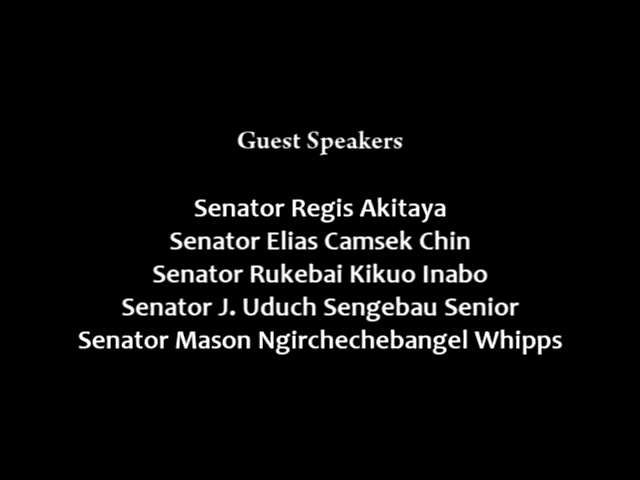 Guest Speakers
Senator Regis Akitaya
Senator Elias Camsek Chin
Senator Rukebai Kikuo Inabo
Senator J. Uduch Sengebau Senior
Senator Mason Ngirchechebangel Whipps